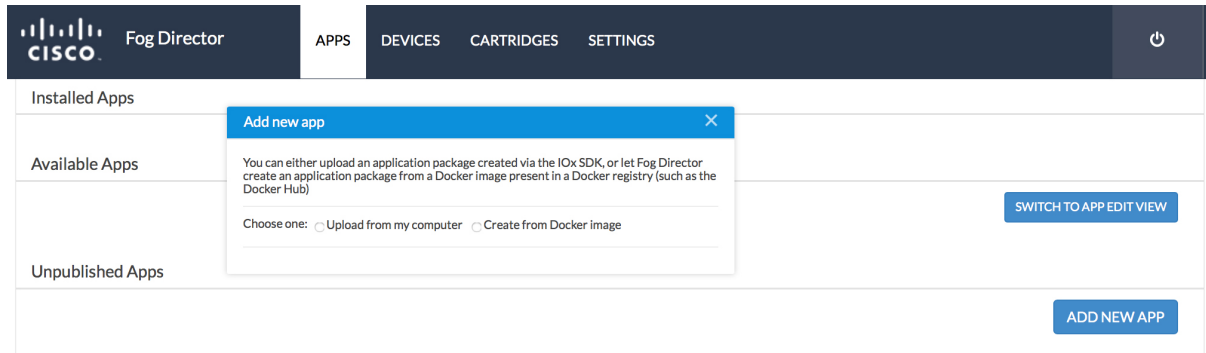 CISCO
Fog Director
APPS
DEVICES
CARTRIDGES
SETTINGS
Installed Apps
Add new app
You can either upload an application package created via the IOx SDK, or let Fog Director
create an application package from a Docker image present in a Docker registry (such as the
Docker Hub)
Choose one: Upload from my computer Create from Docker image
Available Apps
SWITCH TO APP EDIT VIEW
Unpublished Apps
ADD NEW APP